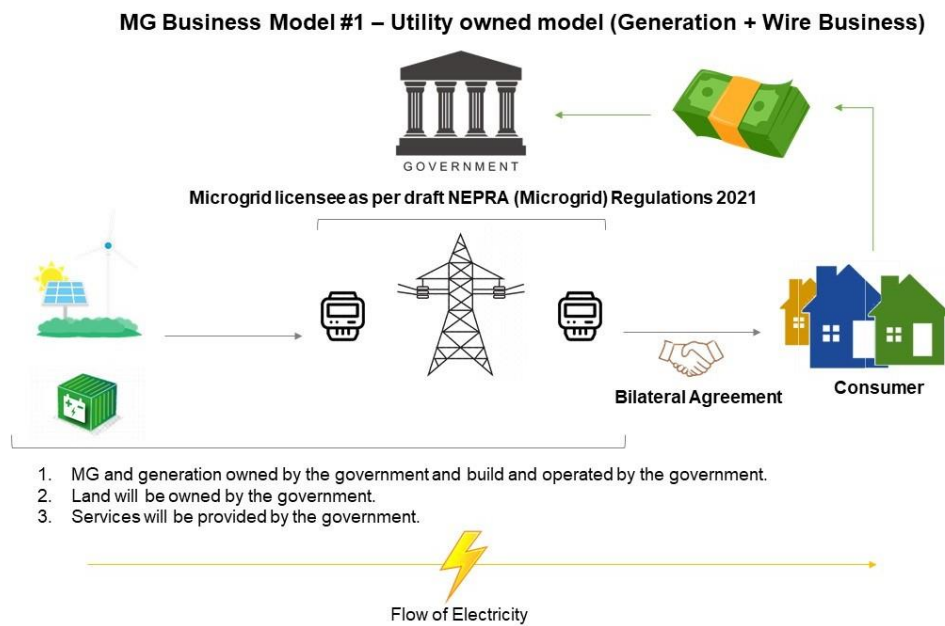 MG Business Model #1 – Utility owned model (Generation + Wire Business)
GOVERNMENT
Microgrid licensee as per draft NEPRA (Microgrid) Regulations 2021
Bilateral Agreement
Consumer
1. MG and generation owned by the government and build and operated by the government.
2. Land will be owned by the government.
3. Services will be provided by the government.
Flow of Electricity